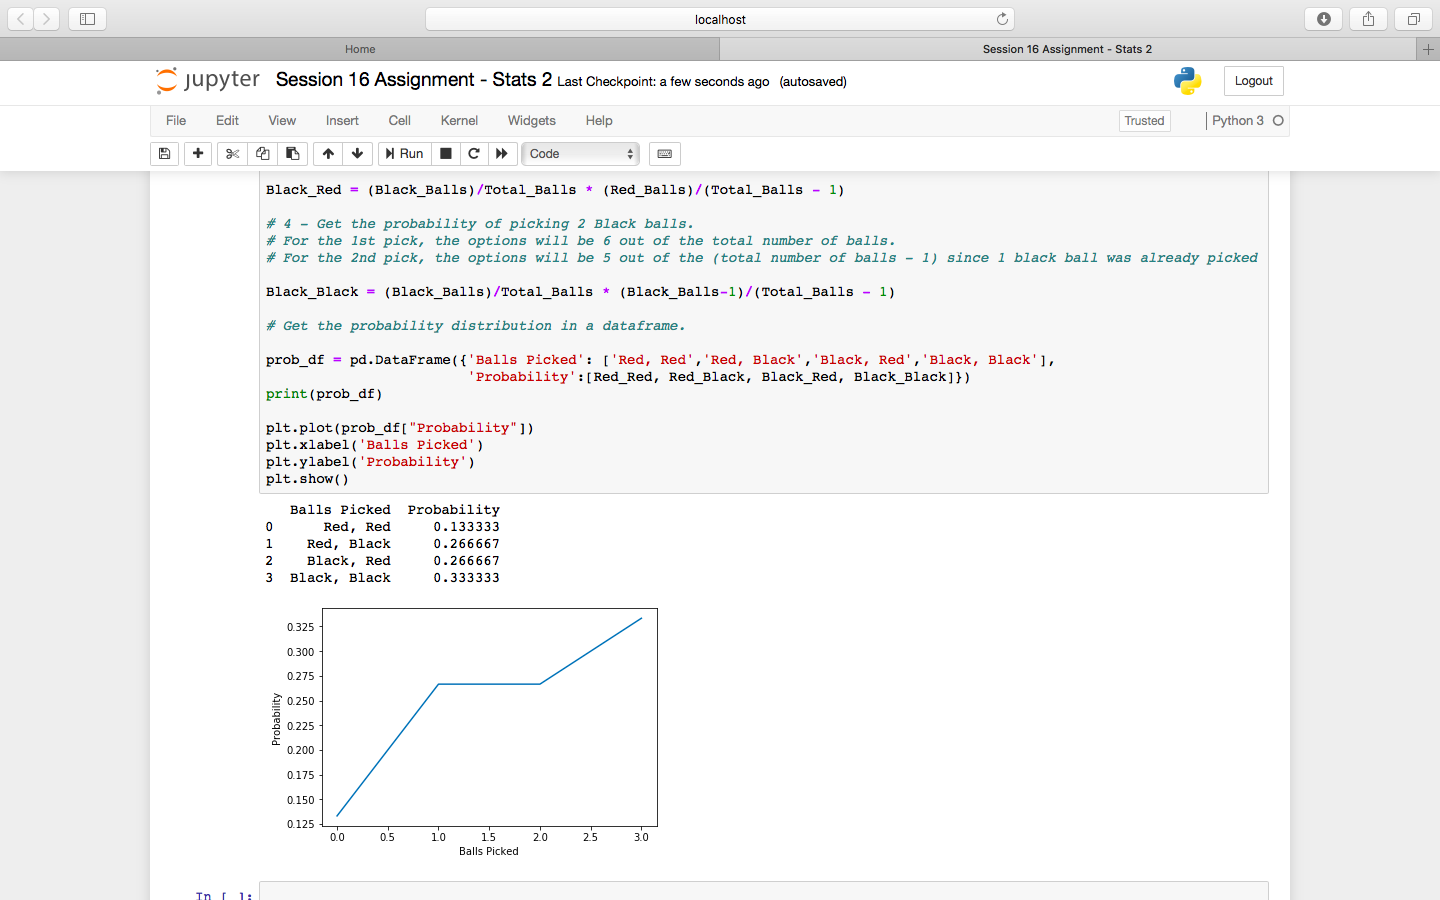 localhost
Home
Session 16 Assignment - Stats 2
jupyter Session 16 Assignment - Stats 2 Last Checkpoint: a few seconds ago (autosaved)
Logout
File Edit View Insert Cell Kernel Widgets Help
Trusted Python 3
Run Code
Black_Red = (Black_Balls)/Total_Balls * (Red_Balls)/(Total_Balls - 1)
# 4 - Get the probability of picking 2 Black balls.
# For the 1st pick, the options will be 6 out of the total number of balls.
# For the 2nd pick, the options will be 5 out of the (total number of balls - 1) since 1 black ball was already picked
Black_Black = (Black_Balls)/Total_Balls * (Black_Balls-1)/(Total_Balls - 1)
# Get the probability distribution in a dataframe.
prob_df = pd.DataFrame({'Balls Picked': ['Red, Red','Red, Black','Black, Red','Black, Black'],
'Probability':[Red_Red, Red_Black, Black_Red, Black_Black]})
print(prob_df)
plt.plot(prob_df["Probability"])
plt.xlabel('Balls Picked')
plt.ylabel('Probability')
plt.show()
Balls Picked Probability
0 Red, Red 0.133333
1 Red, Black 0.266667
2 Black, Red 0.266667
3 Black, Black 0.333333
0.325
0.300
0.275
0.250
0.225
0.200
0.175
0.150
0.125
Probability
0.0 0.5 1.0 1.5 2.0 2.5 3.0
Balls Picked
In [ ]: